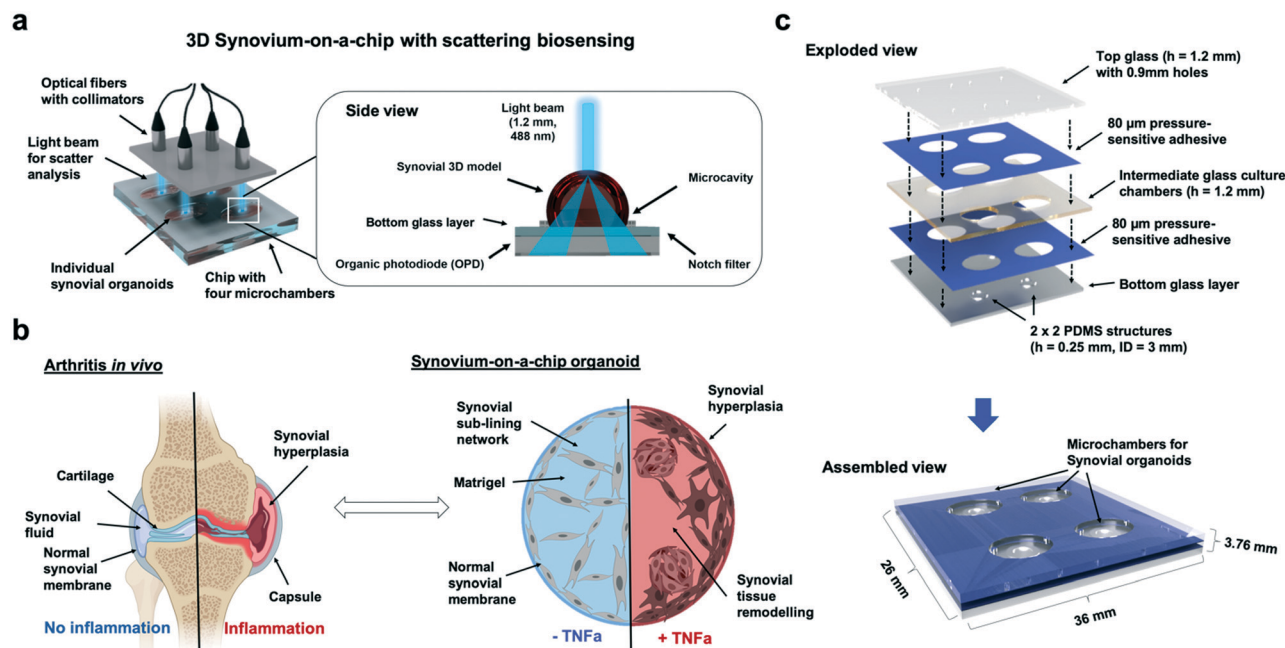 a
3D Synovium-on-a-chip with scattering biosensing
Optical fibers
with collimators
Light beam
for scatter
analysis
Individual
synovial organoids
Chip with
four microchambers
Side view
Light beam
(1.2 mm,
488 nm)
Synovial 3D model
Microcavity
Bottom glass layer
Organic photodiode (OPD)
Notch filter
b
Arthritis in vivo
Synovial
hyperplasia
Cartilage
Synovial
fluid
Normal
synovial
membrane
Capsule
No inflammation
Inflammation
Synovium-on-a-chip organoid
Synovial
sub-lining
network
Matrigel
Normal
synovial
membrane
Synovial
hyperplasia
Synovial
tissue
remodelling
- TNFa
+ TNFa
c
Exploded view
Top glass (h = 1.2 mm)
with 0.9mm holes
80 µm pressure-
sensitive adhesive
Intermediate glass culture
chambers (h = 1.2 mm)
80 µm pressure-
sensitive adhesive
Bottom glass layer
2 x 2 PDMS structures
(h = 0.25 mm, ID = 3 mm)
Assembled view
Microchambers for
Synovial organoids
3.76 mm
26 mm
36 mm